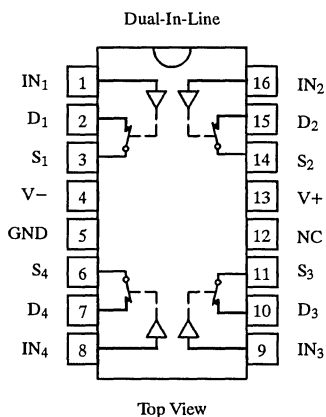 Dual-In-Line
IN1 1 16 IN2
D1 2 15 D2
S1 3 14 S2
V− 4 13 V+
GND 5 12 NC
S4 6 11 S3
D4 7 10 D3
IN4 8 9 IN3
Top View